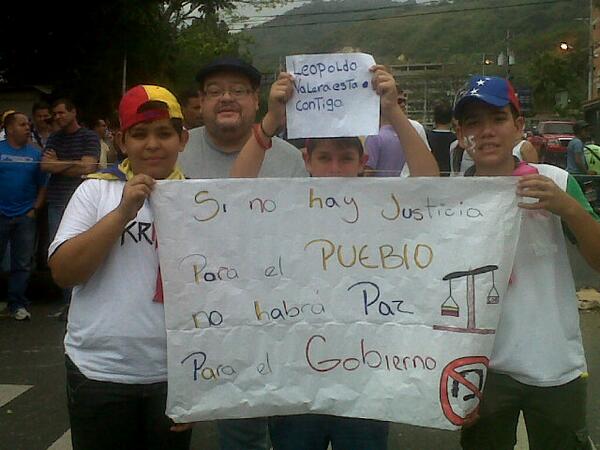 Leopoldo
Valera esta
contigo
Si no hay Justicia
Para el PUEBlO
no habrá Paz
Para el Gobierno
KR